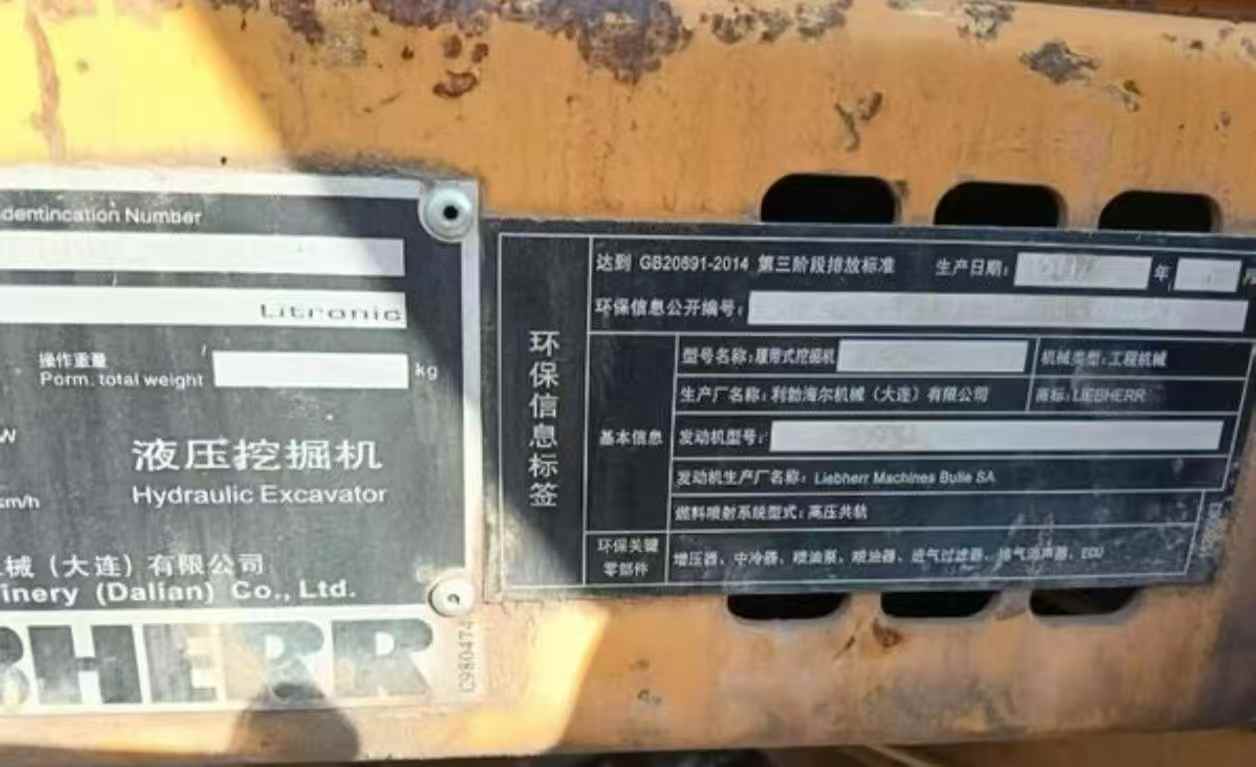 dentincation Number
Litronic
操作重量
Porm. total weight
kg
W
km/h
液压挖掘机
Hydraulic Excavator
械（大连）有限公司
inery (Dalian) Co., Ltd.
BHERR
C980474
环保信息标签
达到 GB20891-2014 第三阶段排放标准 生产日期： 年 月
环保信息公开编号：
基本信息
型号名称：履带式挖掘机
机械类型：工程机械
生产厂名称：利勃海尔机械（大连）有限公司
商标：LIEBHERR
发动机型号：
发动机生产厂名称：Liebherr Machines Bulle SA
燃料喷射系统型式：高压共轨
环保关键
零部件
增压器、中冷器、喷油泵、喷油器、进气过滤器、排气消声器、ECU